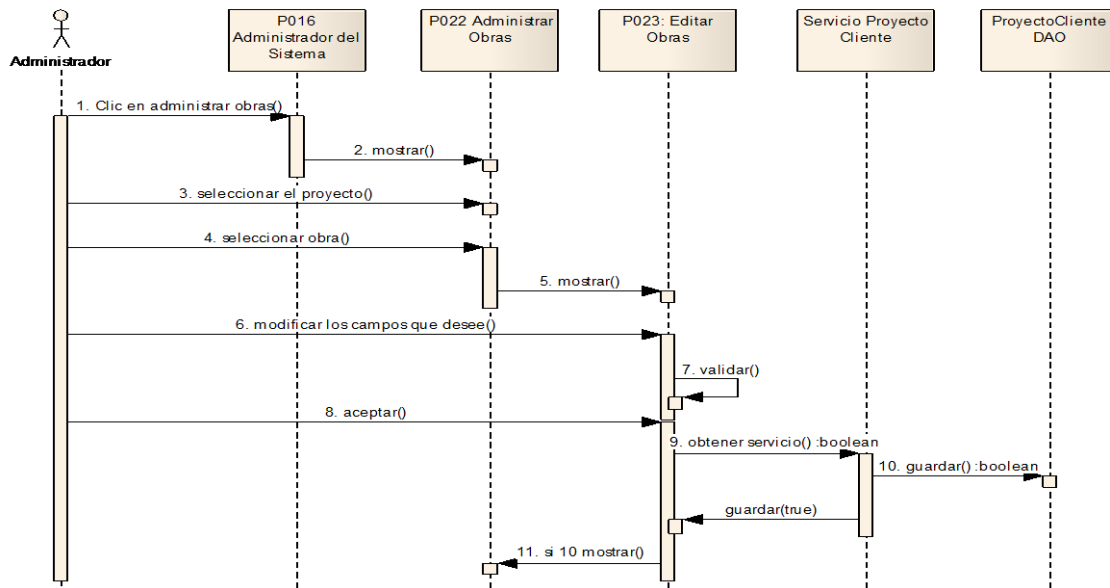 P016
Administrador del
Sistema
P022 Administrar
Obras
P023: Editar
Obras
Servicio Proyecto
Cliente
ProyectoCliente
DAO
Administrador
1. Clic en administrar obras()
2. mostrar()
3. seleccionar el proyecto()
4. seleccionar obra()
5. mostrar()
6. modificar los campos que desee()
7. validar()
8. aceptar()
9. obtener servicio() :boolean
10. guardar() :boolean
guardar(true)
11. si 10 mostrar()